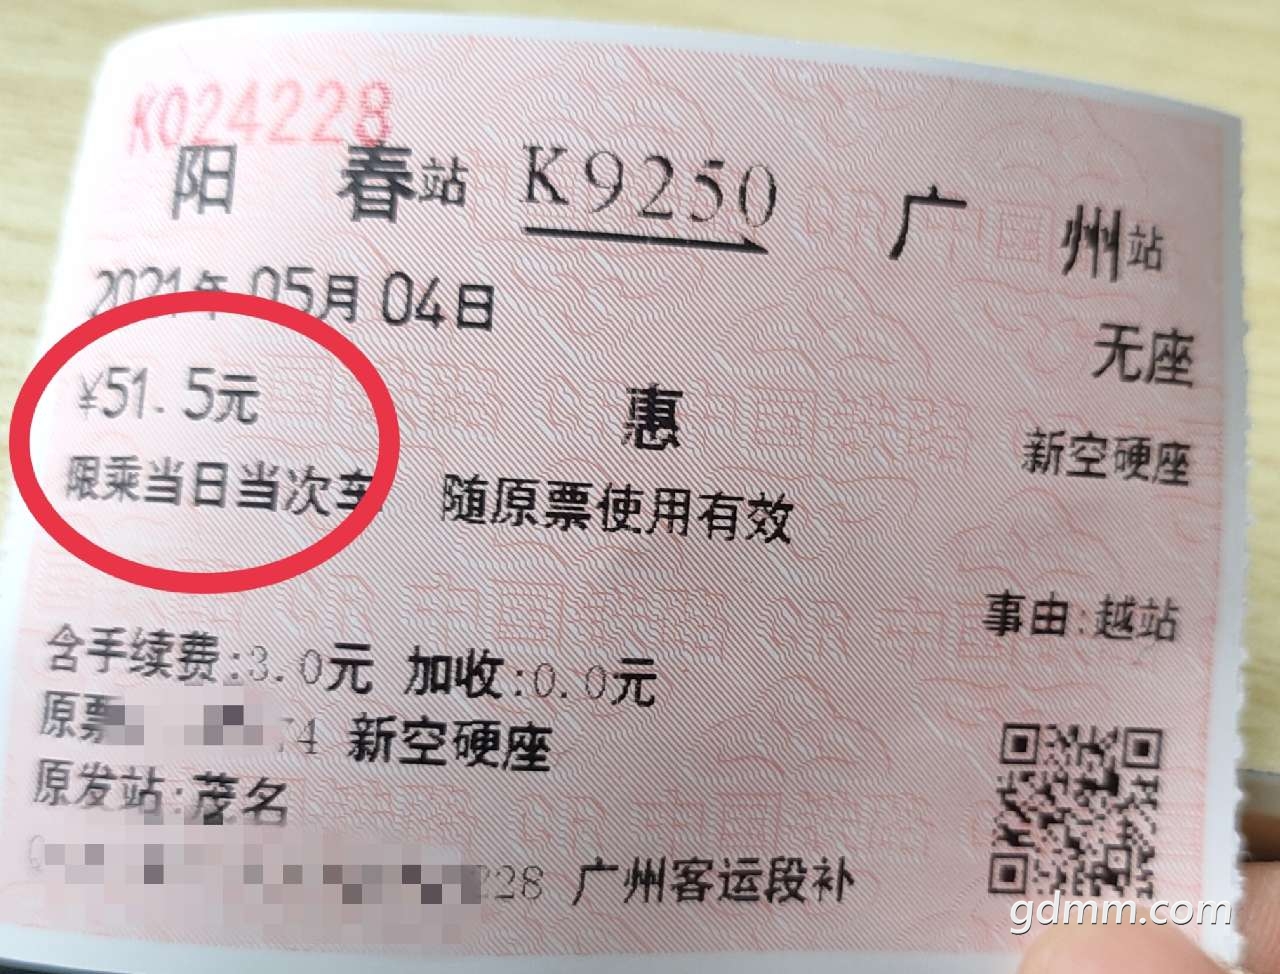 K024228
阳春站 K9250 广州站
2021年05月04日
无座
¥51.5元 惠 新空硬座
限乘当日当次车 随原票使用有效
事由:越站
含手续费:3.0元 加收:0.0元
原票 74 新空硬座
原发站:茂名
228 广州客运段补
gdmm.com